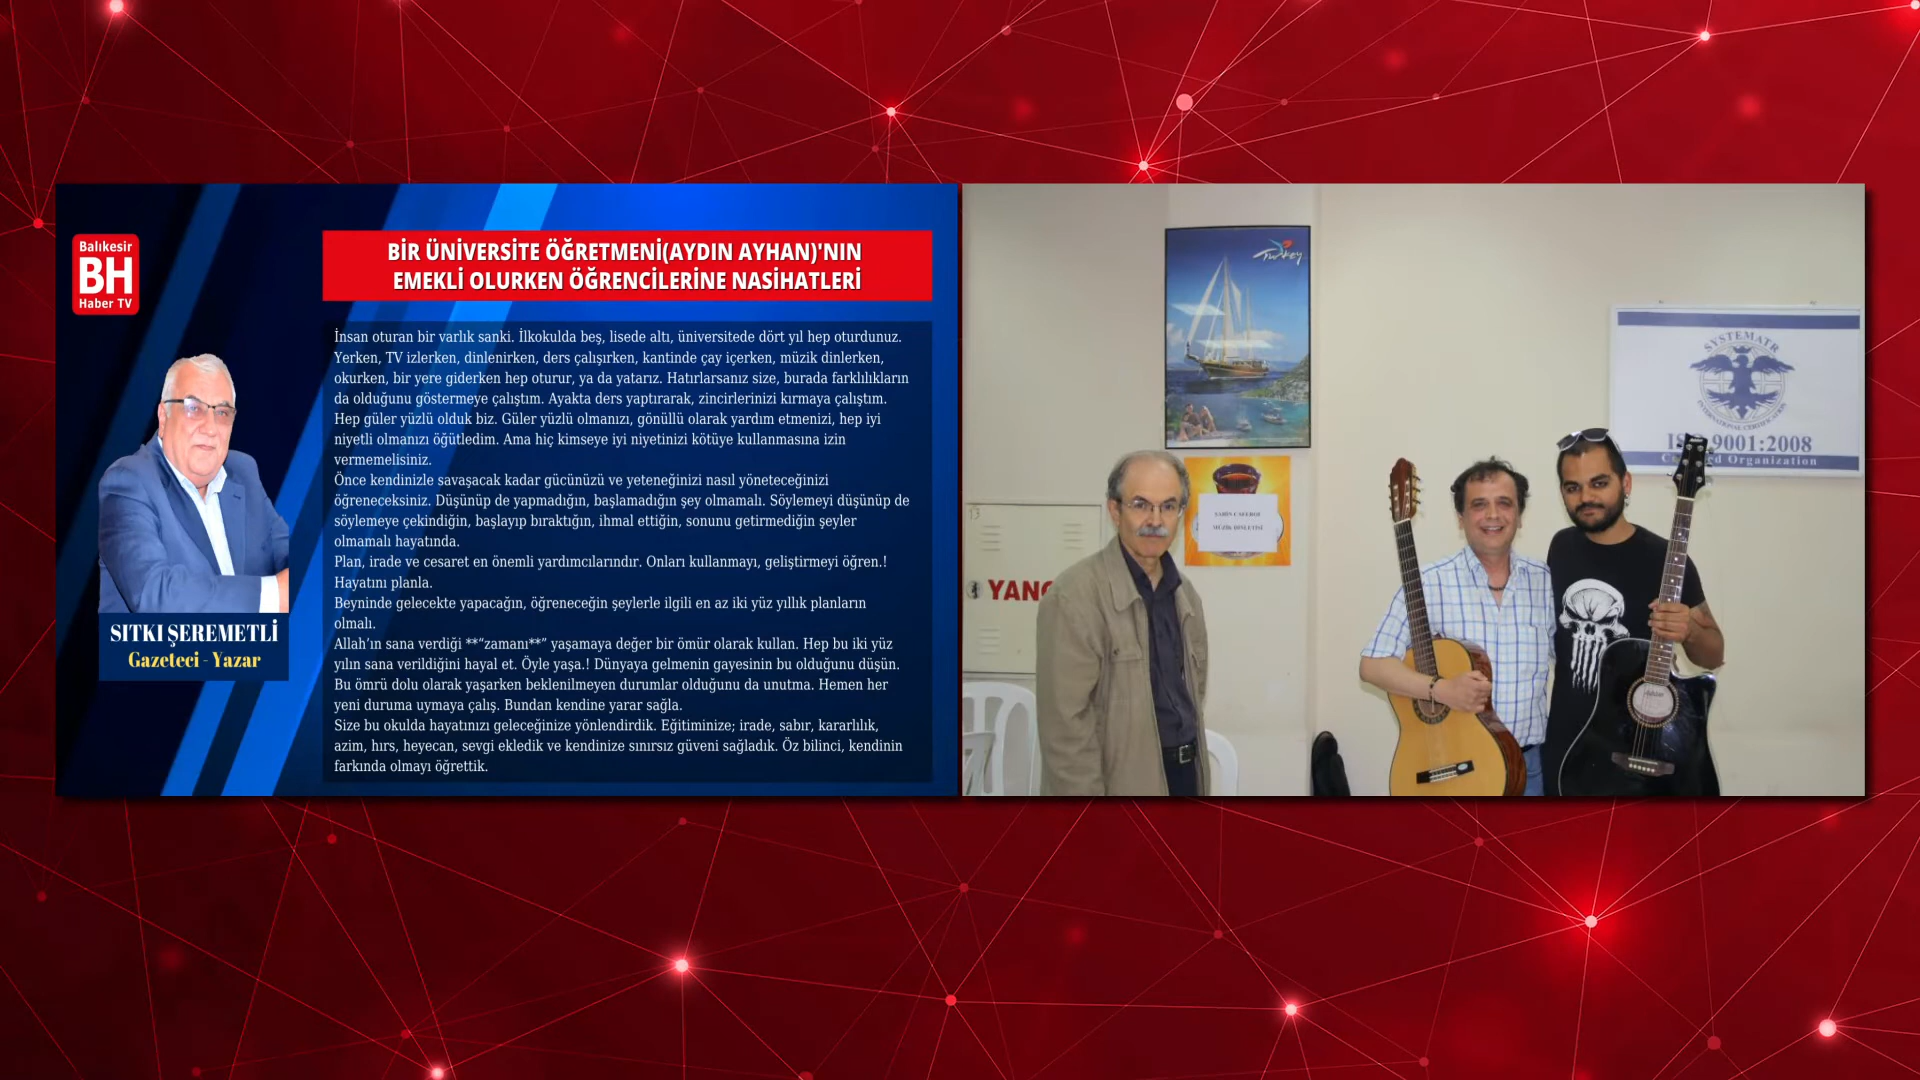 Balıkesir
BH
Haber TV
BİR ÜNİVERSİTE ÖĞRETMENİ(AYDIN AYHAN)'NIN
EMEKLİ OLURKEN ÖĞRENCİLERİNE NASİHATLERİ
İnsan oturan bir varlık sanki. İlkokulda beş, lisede altı, üniversitede dört yıl hep oturdunuz.
Yerken, TV izlerken, dinlenirken, ders çalışırken, kantinde çay içerken, müzik dinlerken,
okurken, bir yere giderken hep oturur, ya da yatarız. Hatırlarsanız size, burada farklılıkların
da olduğunu göstermeye çalıştım. Ayakta ders yaptırarak, zincirlerinizi kırmaya çalıştım.
Hep güler yüzlü olduk biz. Güler yüzlü olmanızı, gönüllü olarak yardım etmenizi, hep iyi
niyetli olmanızı öğütledim. Ama hiç kimseye iyi niyetinizi kötüye kullanmasına izin
vermemelisiniz.
Önce kendinizle savaşacak kadar gücünüzü ve yeteneğinizi nasıl yöneteceğinizi
öğreneceksiniz. Düşünüp de yapmadığın, başlamadığın şey olmamalı. Söylemeyi düşünüp de
söylemeye çekindiğin, başlayıp bıraktığın, ihmal ettiğin, sonunu getirmediğin şeyler
olmamalı hayatında.
Plan, irade ve cesaret en önemli yardımcılarındır. Onları kullanmayı, geliştirmeyi öğren.!
Hayatını planla.
Beyninde gelecekte yapacağın, öğreneceğin şeylerle ilgili en az iki yüz yıllık planların
olmalı.
Allah’ın sana verdiği **“zamanı**” yaşamaya değer bir ömür olarak kullan. Hep bu iki yüz
yılın sana verildiğini hayal et. Öyle yaşa.! Dünyaya gelmenin gayesinin bu olduğunu düşün.
Bu ömrü dolu olarak yaşarken beklenilmeyen durumlar olduğunu da unutma. Hemen her
yeni duruma uymaya çalış. Bundan kendine yarar sağla.
Size bu okulda hayatınızı geleceğinize yönlendirdik. Eğitiminize; irade, sabır, kararlılık,
azim, hırs, heyecan, sevgi ekledik ve kendinize sınırsız güveni sağladık. Öz bilinci, kendinin
farkında olmayı öğrettik.
SITKI ŞEREMETLİ
Gazeteci - Yazar
Turkey
SYSTEMATR
INTERNATIONAL CERTIFICATION
ISO 9001:2008
Organization
MÜZİK DİNLETİSİ
13
YANG